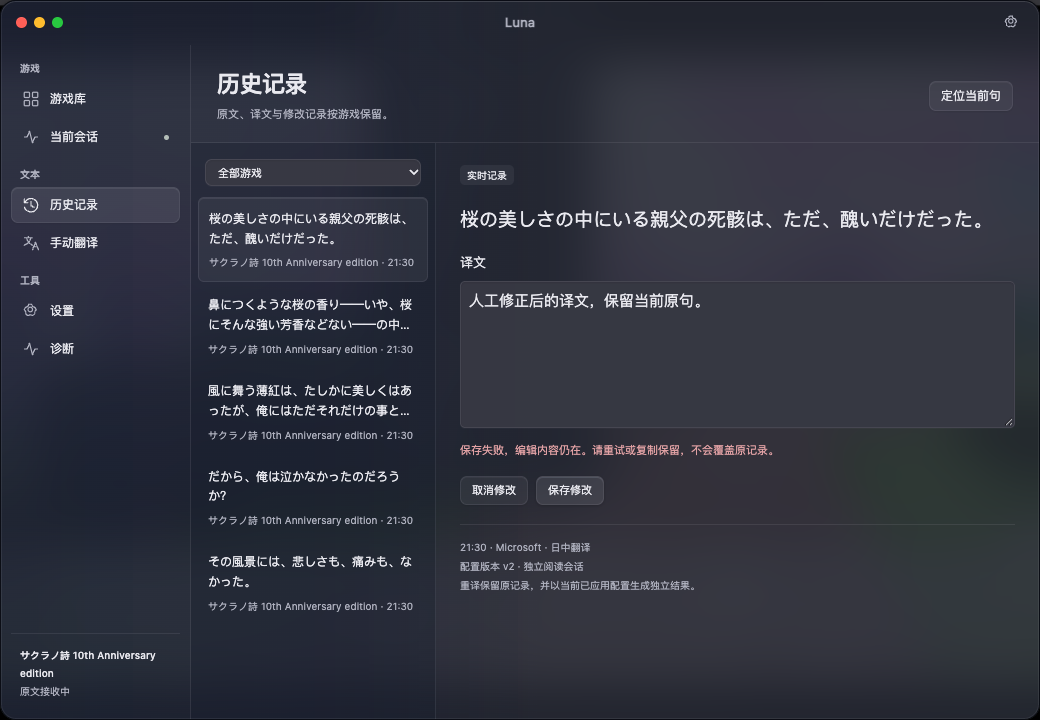 Luna
游戏
游戏库
当前会话
文本
历史记录
手动翻译
工具
设置
诊断
サクラノ詩 10th Anniversary
edition
原文接收中
历史记录
原文、译文与修改记录按游戏保留。
定位当前句
全部游戏
桜の美しさの中にいる親父の死骸は、
ただ、醜いだけだった。
サクラノ詩 10th Anniversary edition · 21:30
鼻につくような桜の香り——いや、桜
にそんな強い芳香などない——の中...
サクラノ詩 10th Anniversary edition · 21:30
風に舞う薄紅は、たしかに美しくはあ
ったが、俺にはただそれだけの事と...
サクラノ詩 10th Anniversary edition · 21:30
だから、俺は泣かなかったのだろう
か?
サクラノ詩 10th Anniversary edition · 21:30
その風景には、悲しさも、痛みも、な
かった。
サクラノ詩 10th Anniversary edition · 21:30
实时记录
桜の美しさの中にいる親父の死骸は、ただ、醜いだけだった。
译文
人工修正后的译文，保留当前原句。
保存失败，编辑内容仍在。请重试或复制保留，不会覆盖原记录。
取消修改
保存修改
21:30 · Microsoft · 日中翻译
配置版本 v2 · 独立阅读会话
重译保留原记录，并以当前已应用配置生成独立结果。